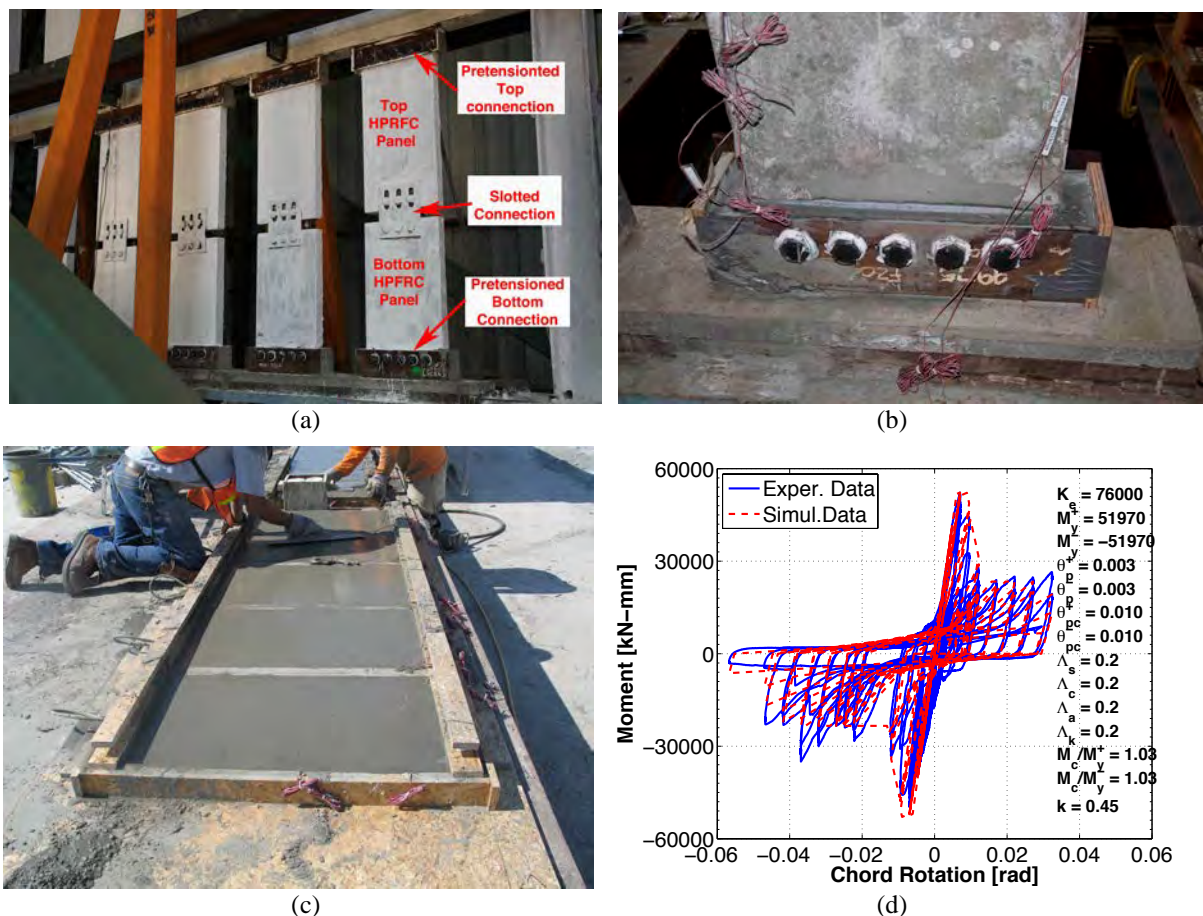 Pretensionted
Top
connenction
Top
HPRFC
Panel
Slotted
Connection
Bottom
HPFRC
Panel
Pretensioned
Bottom
Connection
(a)
(b)
(c)
60000
30000
0
−30000
−60000
−0.06
−0.04
−0.02
0
0.02
0.04
0.06
Moment [kN-mm]
Chord Rotation [rad]
Exper. Data
Simul.Data
K_e = 76000
M_y^+ = 51970
M_y^- = −51970
θ_p^+ = 0.003
θ_p^- = 0.003
θ_pc^+ = 0.010
θ_pc^- = 0.010
Λ_s = 0.2
Λ_c = 0.2
Λ_a = 0.2
Λ_k = 0.2
M_c/M_y^+ = 1.03
M_c/M_y^- = 1.03
k = 0.45
(d)